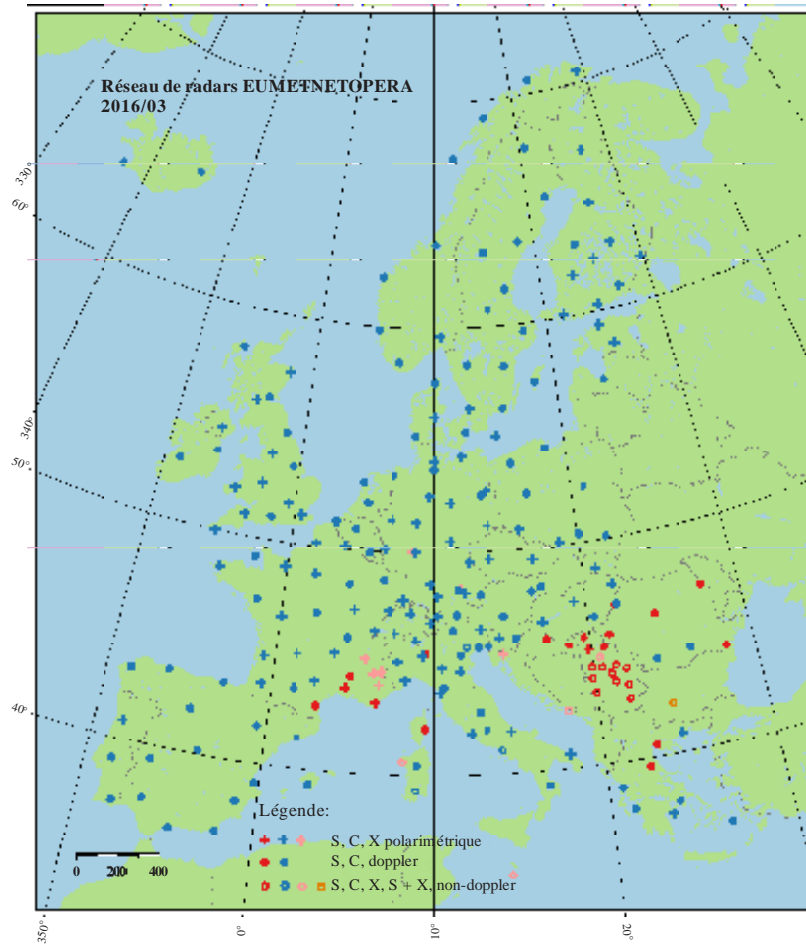 Réseau de radars EUMETNETOPERA
2016/03
330°
60°
340°
50°
40°
Légende:
S, C, X polarimétrique
S, C, doppler
S, C, X, S + X, non-doppler
0 200 400
350°
0°
10°
20°